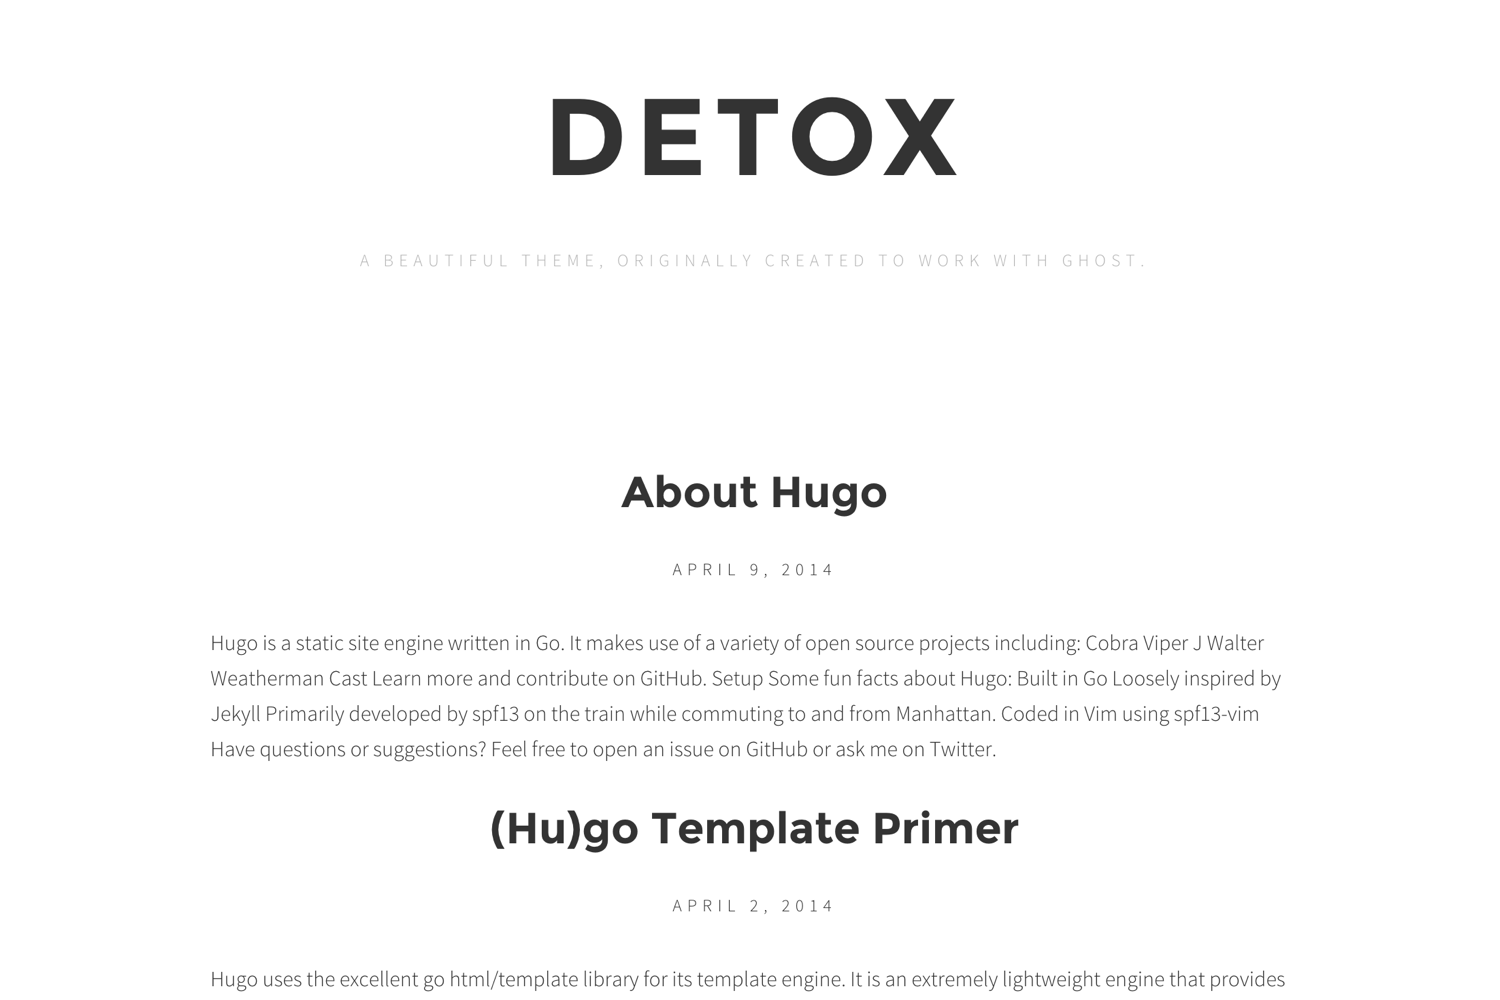 DETOX
A BEAUTIFUL THEME, ORIGINALLY CREATED TO WORK WITH GHOST.
About Hugo
APRIL 9, 2014
Hugo is a static site engine written in Go. It makes use of a variety of open source projects including: Cobra Viper J Walter
Weatherman Cast Learn more and contribute on GitHub. Setup Some fun facts about Hugo: Built in Go Loosely inspired by
Jekyll Primarily developed by spf13 on the train while commuting to and from Manhattan. Coded in Vim using spf13-vim
Have questions or suggestions? Feel free to open an issue on GitHub or ask me on Twitter.
(Hu)go Template Primer
APRIL 2, 2014
Hugo uses the excellent go html/template library for its template engine. It is an extremely lightweight engine that provides